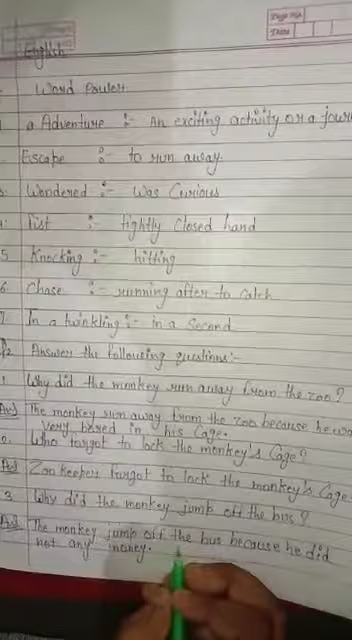 Page No.
Date
English
Word Power
a Adventure :- An exciting activity or a jour
Escape :- to run away.
3. Wondered :- Was Curious
4. Fist :- tightly closed hand
5 Knocking :- hitting
6. Chase :- running after to catch
7. In a twinkling :- in a second
Q2. Answer the following questions:-
1. Why did the monkey run away from the zoo?
Ans) The monkey run away from the zoo because he wa
very bored in his Cage.
2. Who forgot to lock the monkey's Cage?
Ans) Zoo keeper forgot to lock the monkey's Cage
3. Why did the monkey jump off the bus?
Ans) The monkey jump off the bus because he did
not any money.